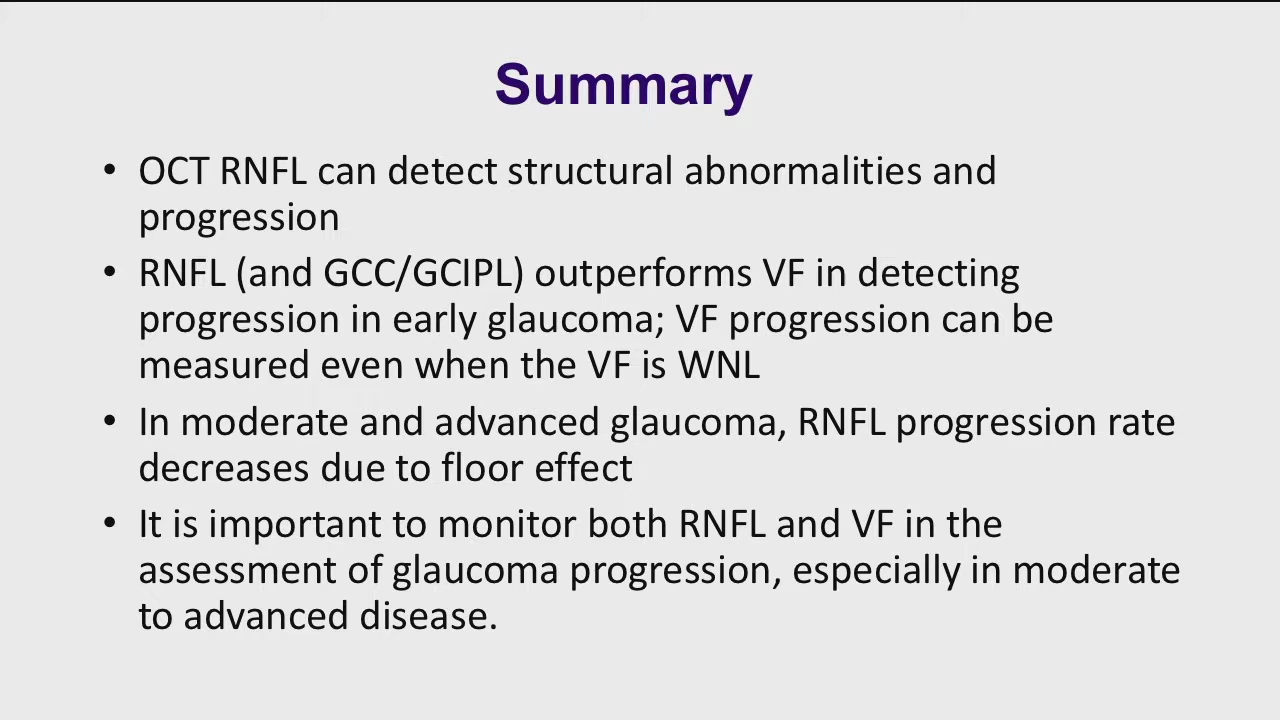 Summary
• OCT RNFL can detect structural abnormalities and
progression
• RNFL (and GCC/GCIPL) outperforms VF in detecting
progression in early glaucoma; VF progression can be
measured even when the VF is WNL
• In moderate and advanced glaucoma, RNFL progression rate
decreases due to floor effect
• It is important to monitor both RNFL and VF in the
assessment of glaucoma progression, especially in moderate
to advanced disease.